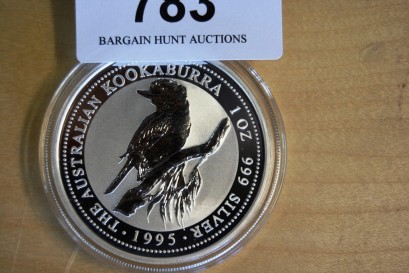 783
BARGAIN HUNT AUCTIONS
THE AUSTRALIAN KOOKABURRA 1 OZ 999 SILVER
· 1995 ·